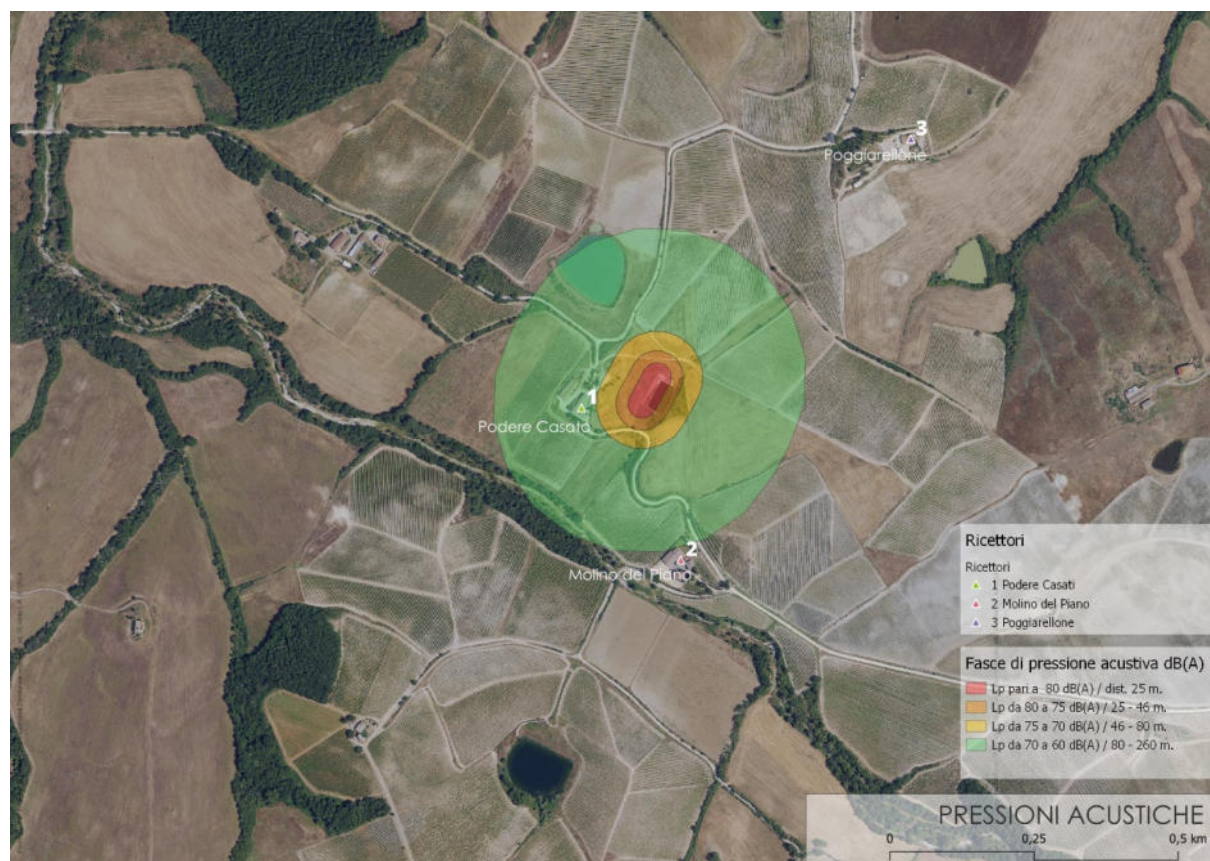 3
Poggiarellone
1
Podere Casato
2
Molino del Piano
Ricettori
Ricettori
1 Podere Casati
2 Molino del Piano
3 Poggiarellone
Fasce di pressione acustiva dB(A)
Lp pari a 80 dB(A) / dist. 25 m.
Lp da 80 a 75 dB(A) / 25 - 46 m.
Lp da 75 a 70 dB(A) / 46 - 80 m.
Lp da 70 a 60 dB(A) / 80 - 260 m.
PRESSIONI ACUSTICHE
0 0,25 0,5 km